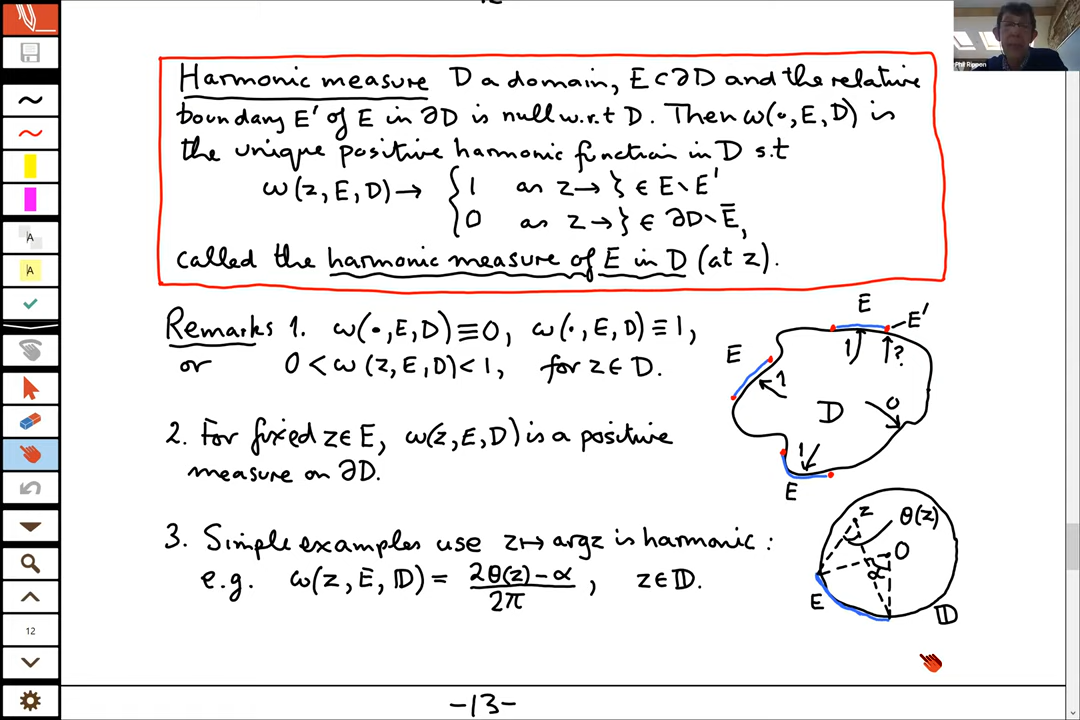 Phil Rippon
Harmonic measure D a domain, E ⊂ ∂D and the relative
boundary E' of E in ∂D is null w.r.t D. Then ω(·, E, D) is
the unique positive harmonic function in D s.t
ω(z, E, D) → { 1 as z → ζ ∈ E \ E'
0 as z → ζ ∈ ∂D \ Ē,
called the harmonic measure of E in D (at z).
Remarks 1. ω(·, E, D) ≡ 0, ω(·, E, D) ≡ 1,
or 0 < ω(z, E, D) < 1, for z ∈ D.
2. For fixed z ∈ E, ω(z, E, D) is a positive
measure on ∂D.
3. Simple examples use z ↦ arg z is harmonic :
e.g. ω(z, E, 𝔻) = (2θ(z) − α) / 2π, z ∈ 𝔻.
E
E'
E
1
1
?
D
0
1
E
z
θ(z)
0
α
E
𝔻
A
A
12
-13-